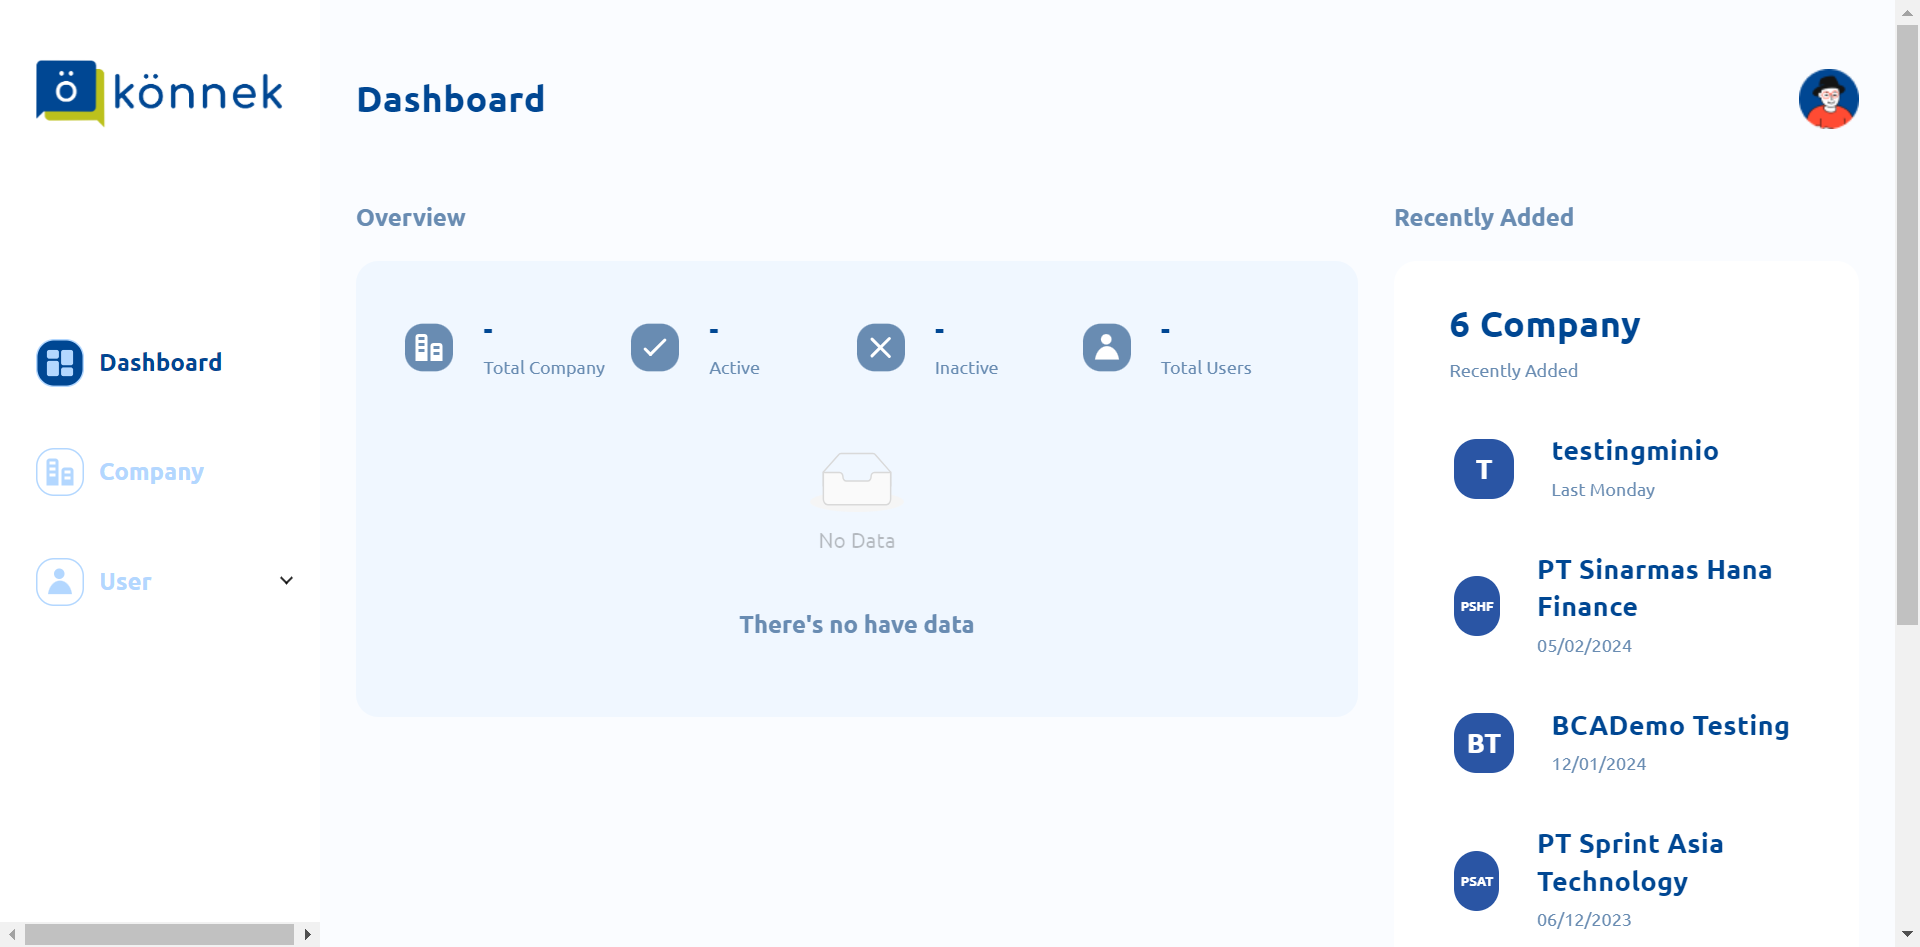 ö könnek
Dashboard
Company
User
Dashboard
Overview
-
Total Company
-
Active
-
Inactive
-
Total Users
No Data
There's no have data
Recently Added
6 Company
Recently Added
T
testingminio
Last Monday
PSHF
PT Sinarmas Hana
Finance
05/02/2024
BT
BCADemo Testing
12/01/2024
PSAT
PT Sprint Asia
Technology
06/12/2023